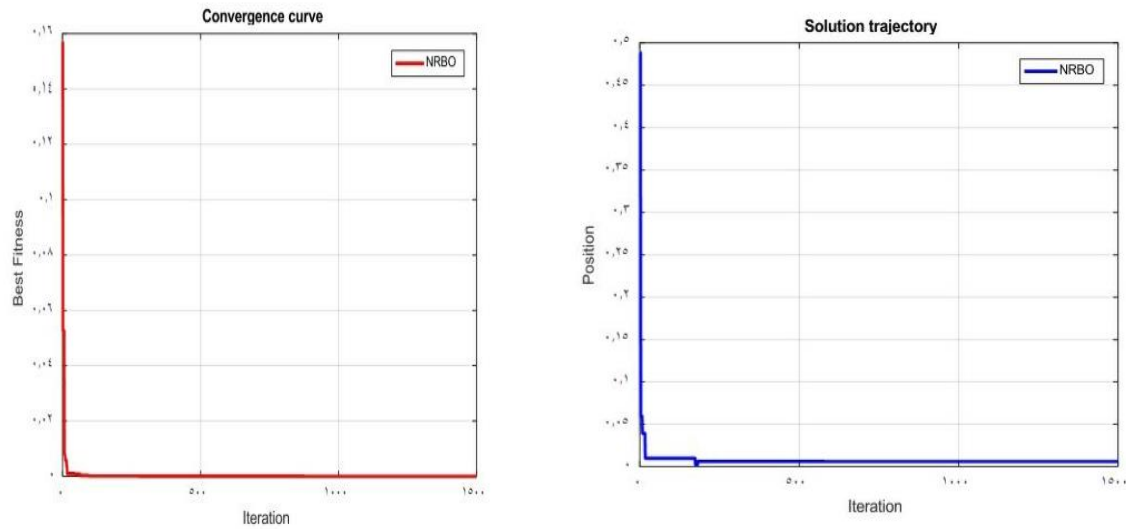 Convergence curve
NRBO
٠,١٦
٠,١٤
٠,١٢
٠,١
٠,٠٨
٠,٠٦
٠,٠٤
٠,٠٢
٠
Best Fitness
٠ ٥٠٠ ١٠٠٠ ١٥٠٠
Iteration
Solution trajectory
NRBO
٠,٥
٠,٤٥
٠,٤
٠,٣٥
٠,٣
٠,٢٥
٠,٢
٠,١٥
٠,١
٠,٠٥
٠
Position
٠ ٥٠٠ ١٠٠٠ ١٥٠٠
Iteration